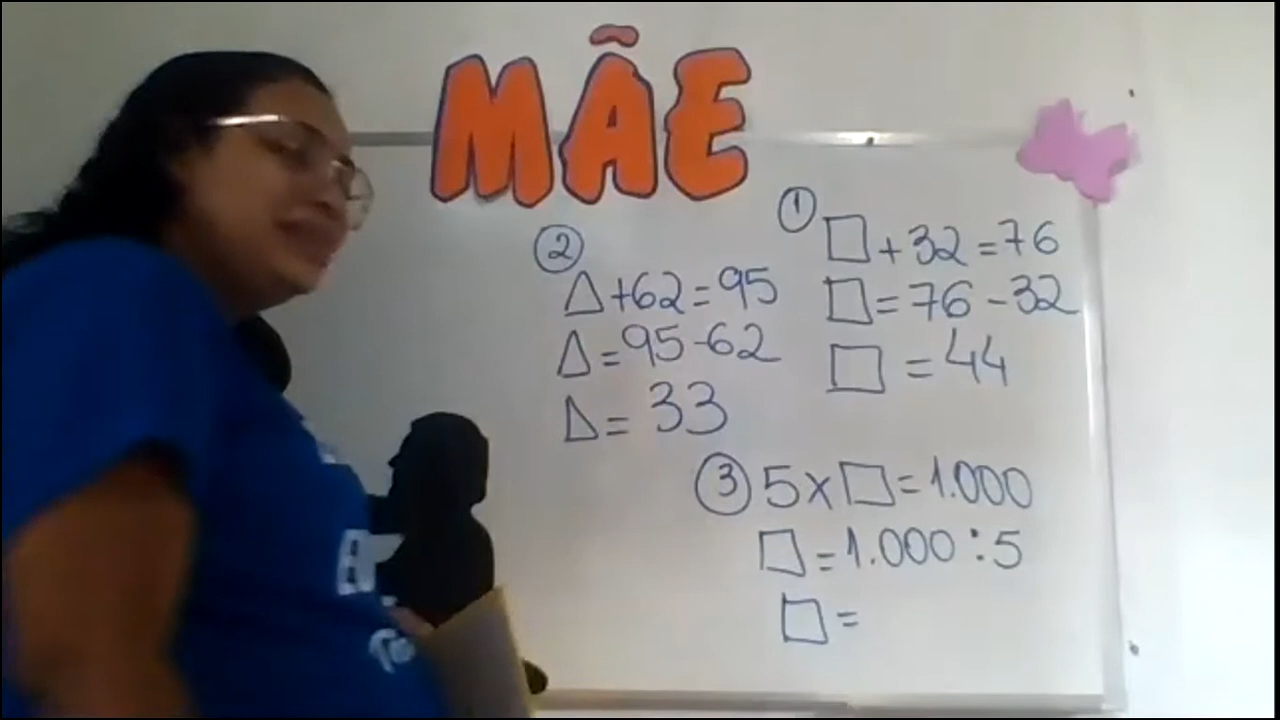 MÃE
①
□ + 32 = 76
□ = 76 - 32
□ = 44
②
△ + 62 = 95
△ = 95 - 62
△ = 33
③ 5 x □ = 1.000
□ = 1.000 : 5
□ =